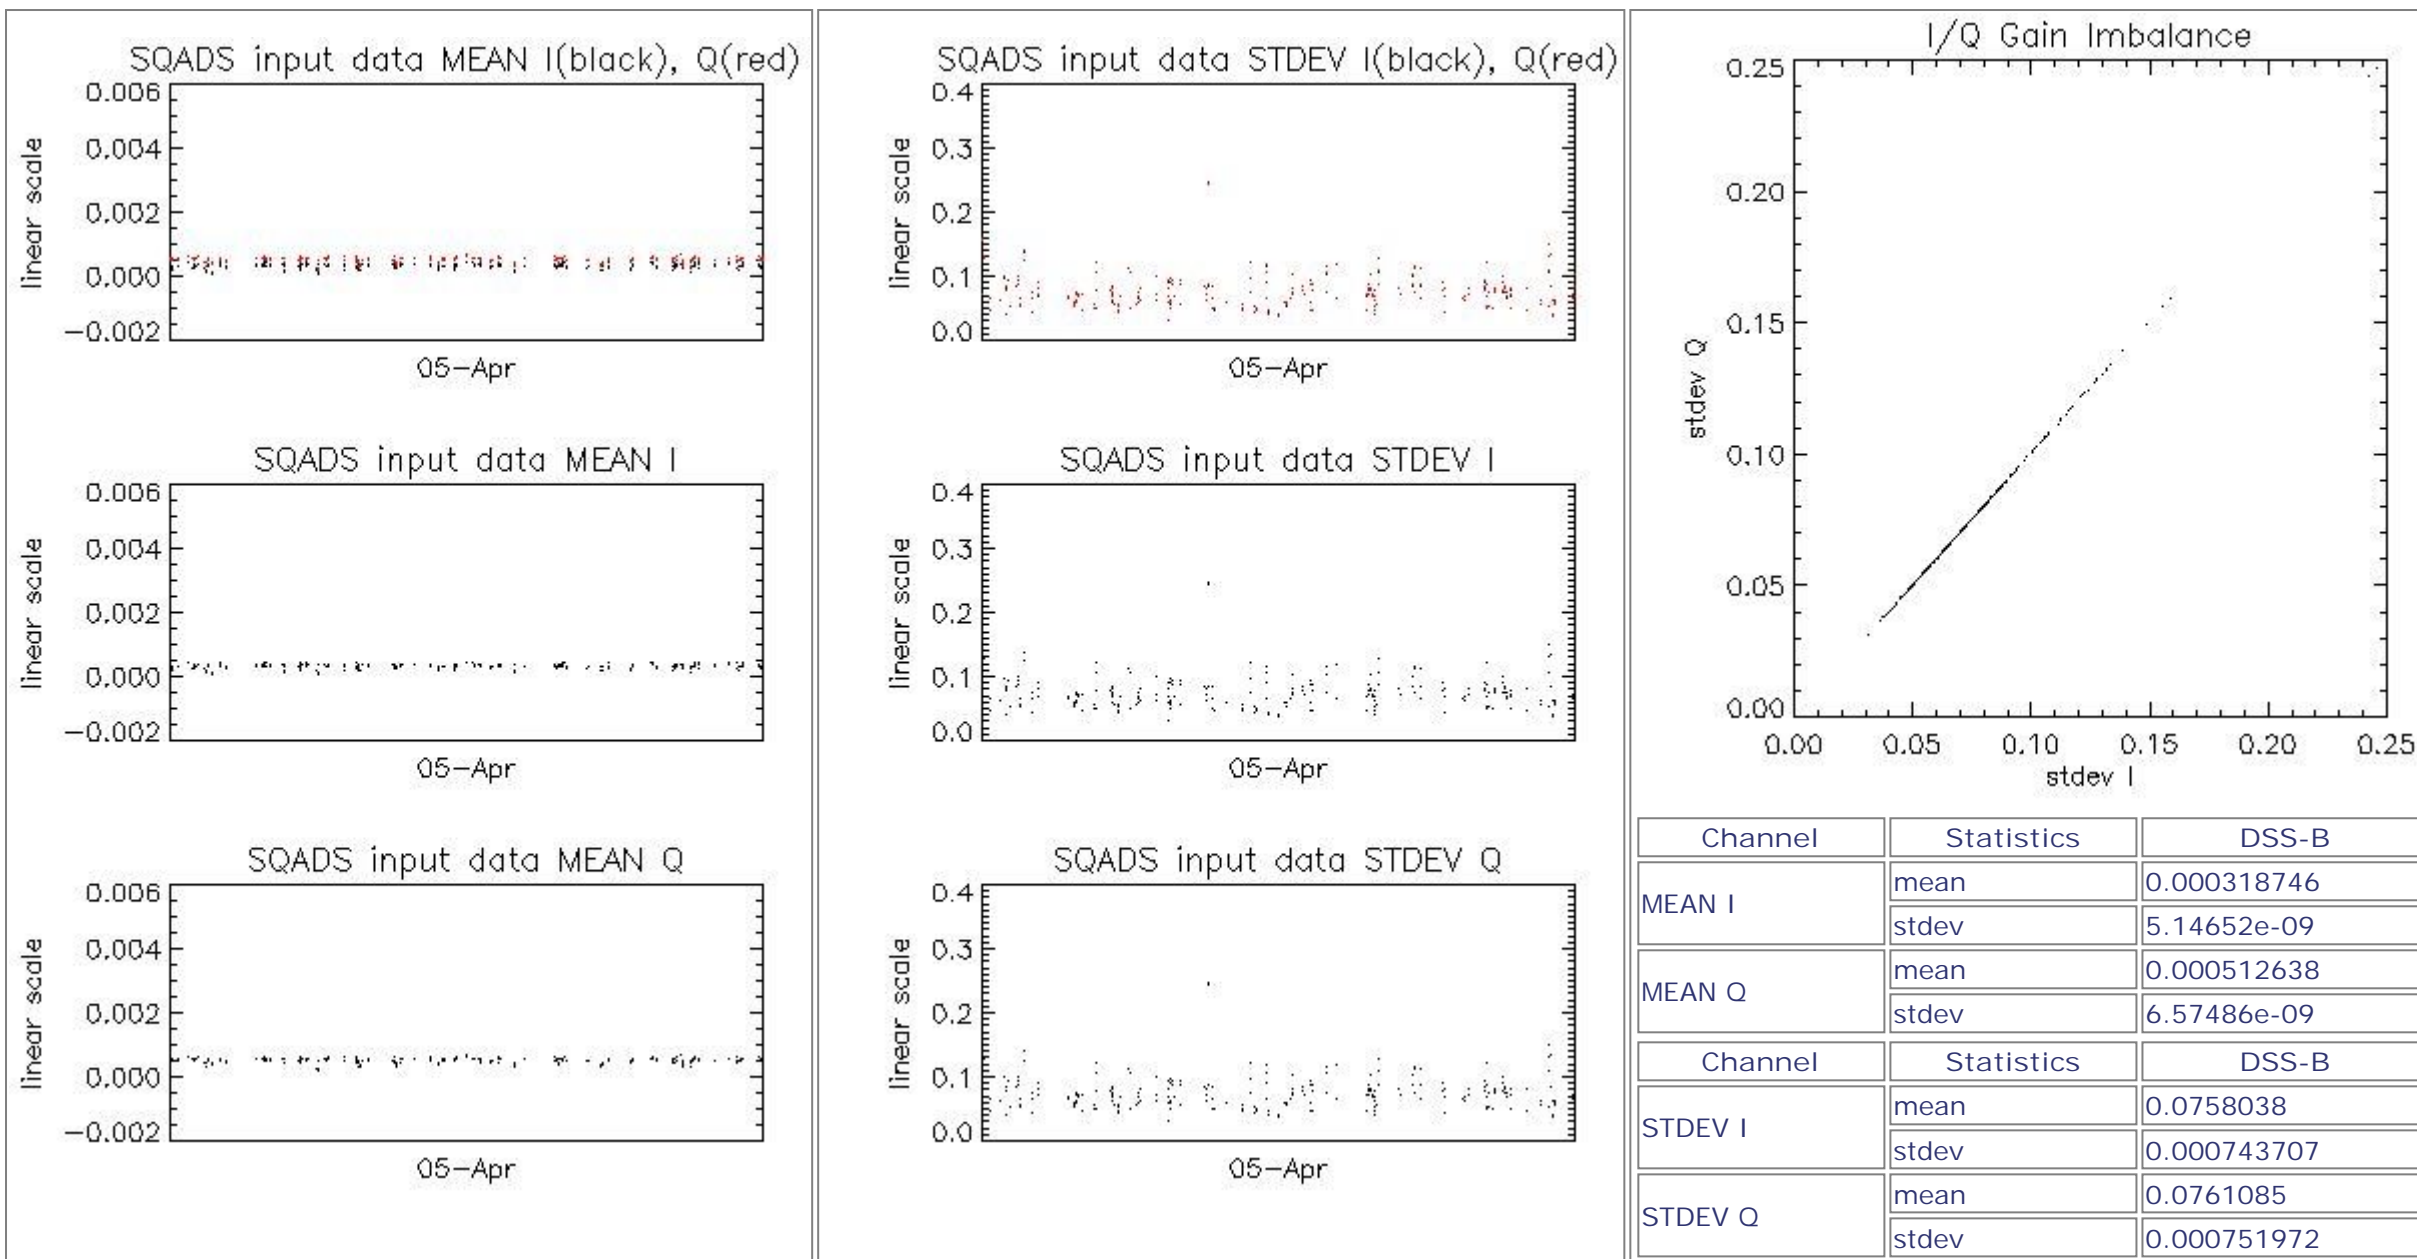 SQADS input data MEAN I(black), Q(red)
0.006
0.004
0.002
0.000
−0.002
linear scale
05-Apr
SQADS input data MEAN I
0.006
0.004
0.002
0.000
−0.002
linear scale
05-Apr
SQADS input data MEAN Q
0.006
0.004
0.002
0.000
−0.002
linear scale
05-Apr
SQADS input data STDEV I(black), Q(red)
0.4
0.3
0.2
0.1
0.0
linear scale
05-Apr
SQADS input data STDEV I
0.4
0.3
0.2
0.1
0.0
linear scale
05-Apr
SQADS input data STDEV Q
0.4
0.3
0.2
0.1
0.0
linear scale
05-Apr
I/Q Gain Imbalance
0.25
0.20
0.15
0.10
0.05
0.00
stdev Q
0.00 0.05 0.10 0.15 0.20 0.25
stdev I
Channel Statistics DSS-B
MEAN I mean 0.000318746
stdev 5.14652e-09
MEAN Q mean 0.000512638
stdev 6.57486e-09
Channel Statistics DSS-B
STDEV I mean 0.0758038
stdev 0.000743707
STDEV Q mean 0.0761085
stdev 0.000751972